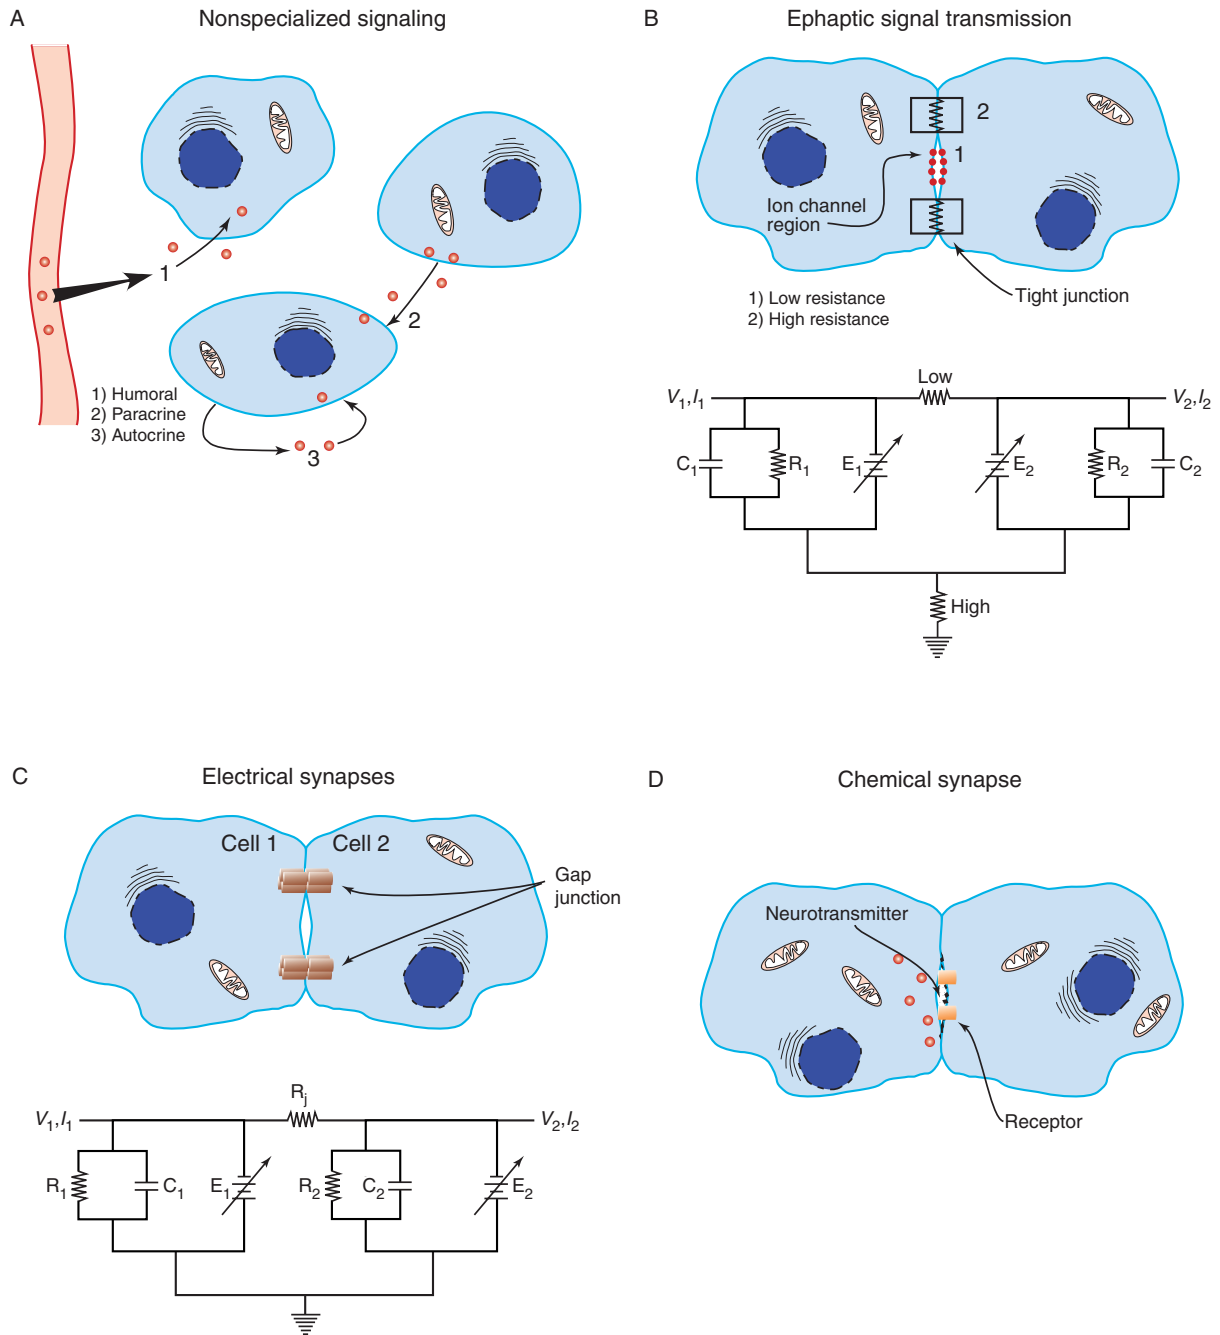 A
Nonspecialized signaling
1
2
3
1) Humoral
2) Paracrine
3) Autocrine
B
Ephaptic signal transmission
2
1
Ion channel
region
Tight junction
1) Low resistance
2) High resistance
Low
V1,I1
V2,I2
C1
R1
E1
E2
R2
C2
High
C
Electrical synapses
Cell 1
Cell 2
Gap
junction
Rj
V1,I1
V2,I2
R1
C1
E1
R2
C2
E2
D
Chemical synapse
Neurotransmitter
Receptor